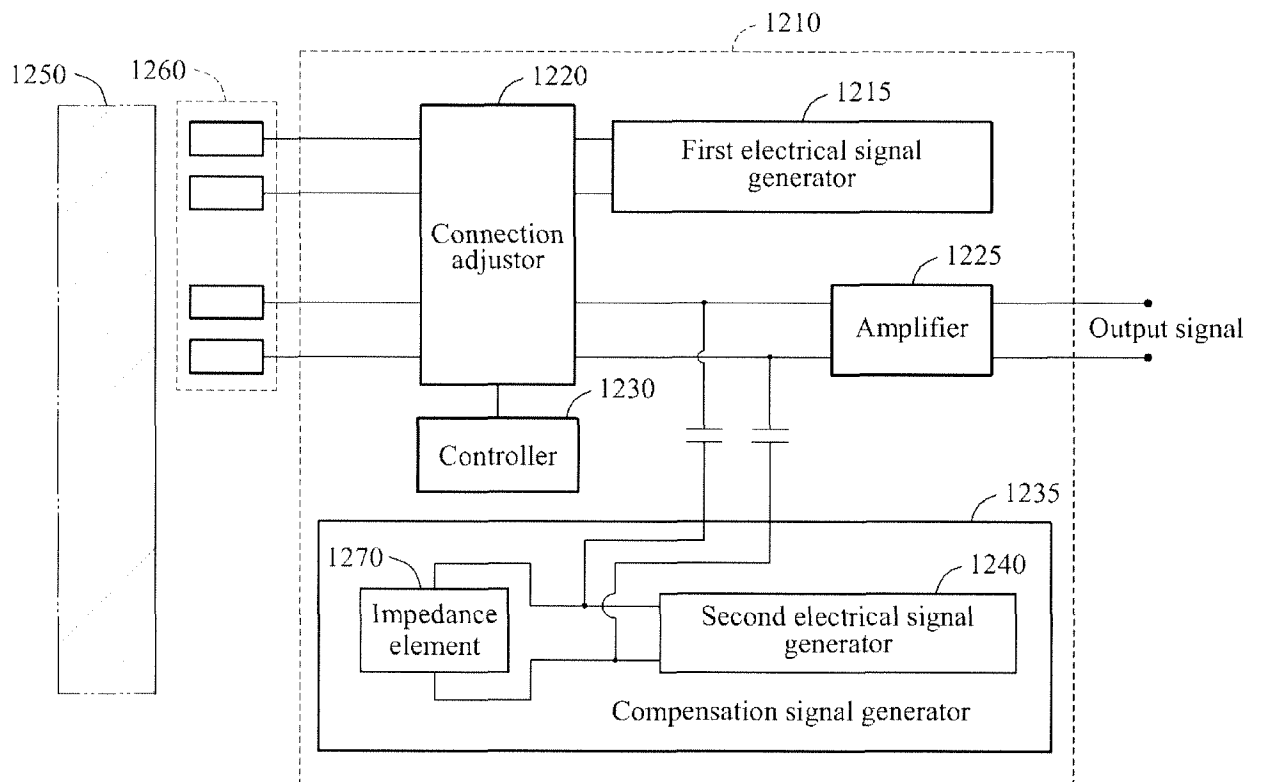 1210
1250
1260
1220
1215
First electrical signal
generator
Connection
adjustor
1225
Amplifier
Output signal
1230
Controller
1235
1270
Impedance
element
1240
Second electrical signal
generator
Compensation signal generator